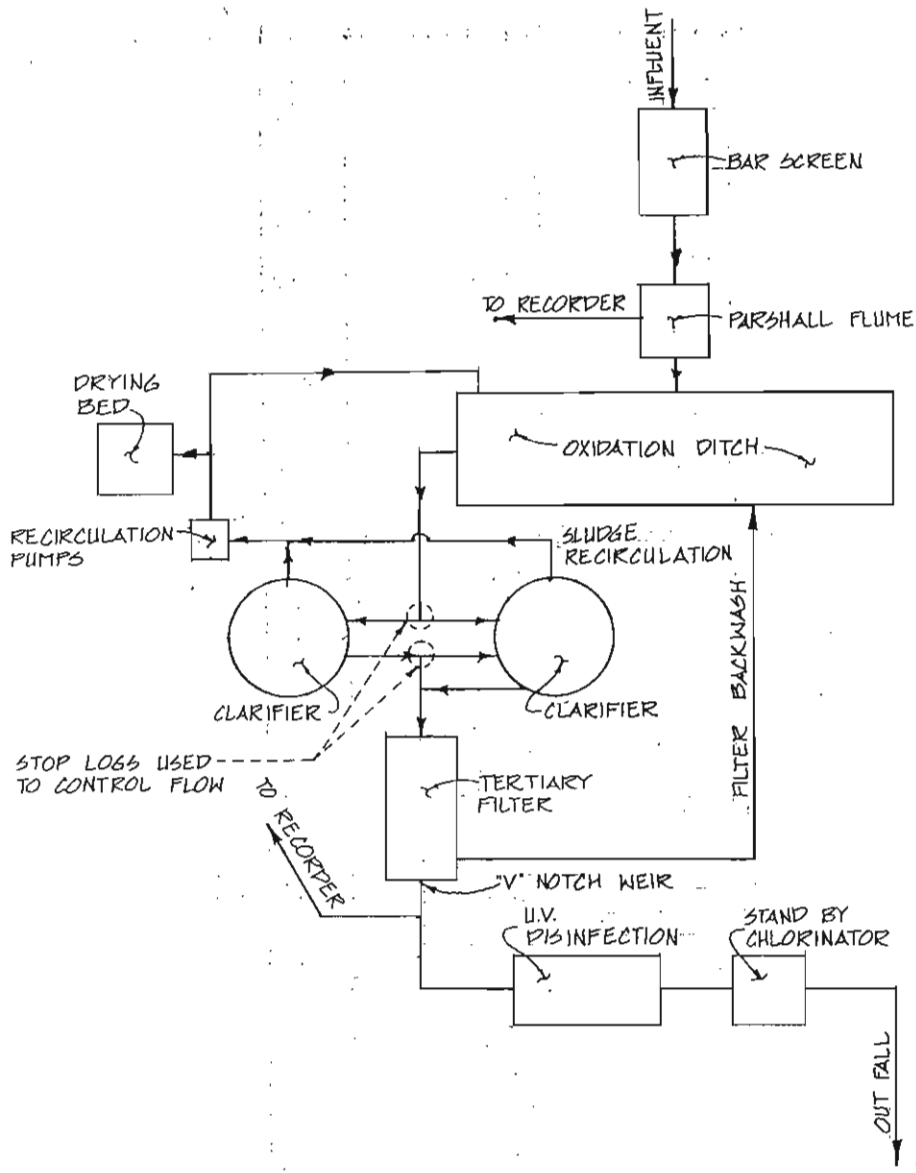 INFLUENT
BAR SCREEN
TO RECORDER
PARSHALL FLUME
DRYING
BED
OXIDATION DITCH
RECIRCULATION
PUMPS
SLUDGE
RECIRCULATION
CLARIFIER
CLARIFIER
STOP LOGS USED
TO CONTROL FLOW
TERTIARY
FILTER
FILTER BACKWASH
TO RECORDER
"V" NOTCH WEIR
U.V.
DISINFECTION
STAND BY
CHLORINATOR
OUT FALL